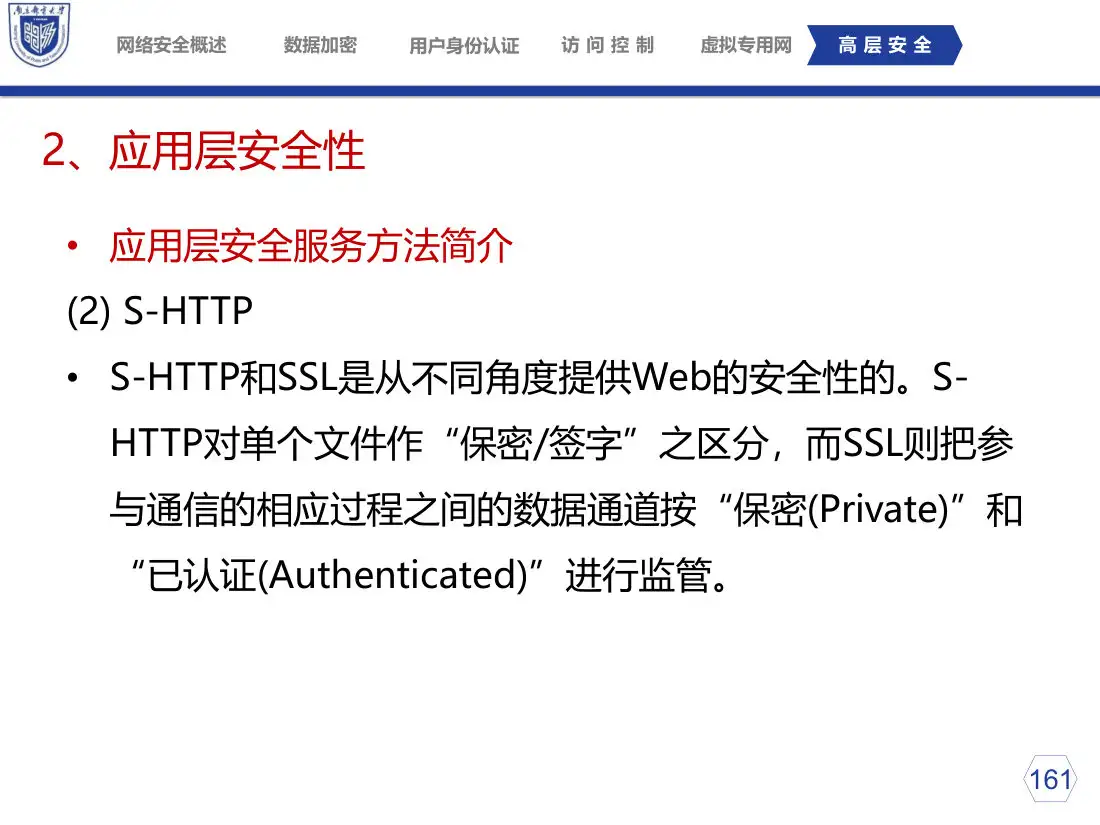 网络安全概述 数据加密 用户身份认证 访问控制 虚拟专用网 高层安全
2、应用层安全性
• 应用层安全服务方法简介
(2) S-HTTP
• S-HTTP和SSL是从不同角度提供Web的安全性的。S-
HTTP对单个文件作“保密/签字”之区分，而SSL则把参
与通信的相应过程之间的数据通道按“保密(Private)”和
“已认证(Authenticated)”进行监管。
161